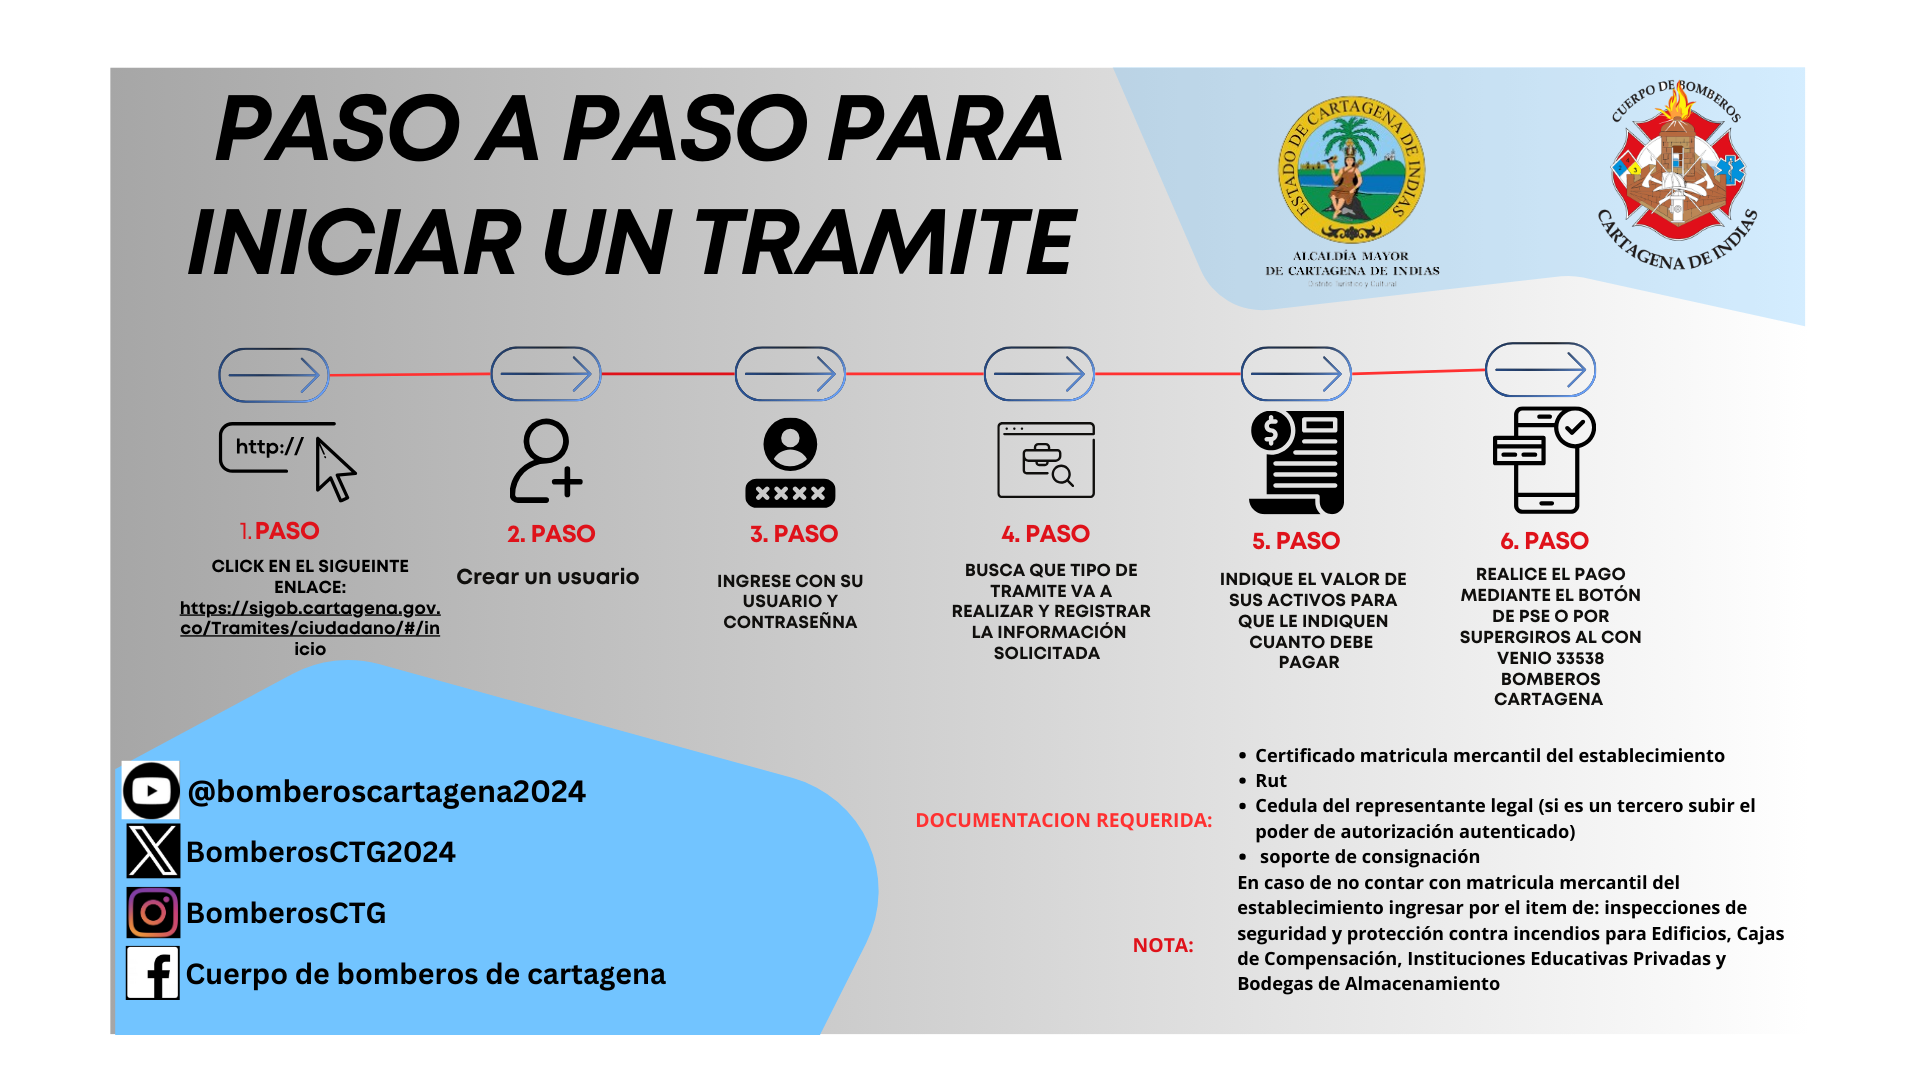 PASO A PASO PARA
INICIAR UN TRAMITE
ESTADO DE CARTAGENA DE INDIAS
ALCALDÍA MAYOR
DE CARTAGENA DE INDIAS
Distrito Turístico y Cultural
CUERPO DE BOMBEROS
CARTAGENA DE INDIAS
http://
1. PASO
CLICK EN EL SIGUEINTE
ENLACE:
https://sigob.cartagena.gov.
co/Tramites/ciudadano/#/in
icio
2. PASO
Crear un usuario
3. PASO
INGRESE CON SU
USUARIO Y
CONTRASEÑNA
4. PASO
BUSCA QUE TIPO DE
TRAMITE VA A
REALIZAR Y REGISTRAR
LA INFORMACIÓN
SOLICITADA
5. PASO
INDIQUE EL VALOR DE
SUS ACTIVOS PARA
QUE LE INDIQUEN
CUANTO DEBE
PAGAR
6. PASO
REALICE EL PAGO
MEDIANTE EL BOTÓN
DE PSE O POR
SUPERGIROS AL CON
VENIO 33538
BOMBEROS
CARTAGENA
@bomberoscartagena2024
BomberosCTG2024
BomberosCTG
Cuerpo de bomberos de cartagena
DOCUMENTACION REQUERIDA:
• Certificado matricula mercantil del establecimiento
• Rut
• Cedula del representante legal (si es un tercero subir el
poder de autorización autenticado)
• soporte de consignación
NOTA:
En caso de no contar con matricula mercantil del
establecimiento ingresar por el item de: inspecciones de
seguridad y protección contra incendios para Edificios, Cajas
de Compensación, Instituciones Educativas Privadas y
Bodegas de Almacenamiento